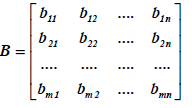 B = [ b₁₁ b₁₂ .... b₁ₙ
b₂₁ b₂₂ .... b₂ₙ
.... .... .... ....
bₘ₁ bₘ₂ .... bₘₙ ]